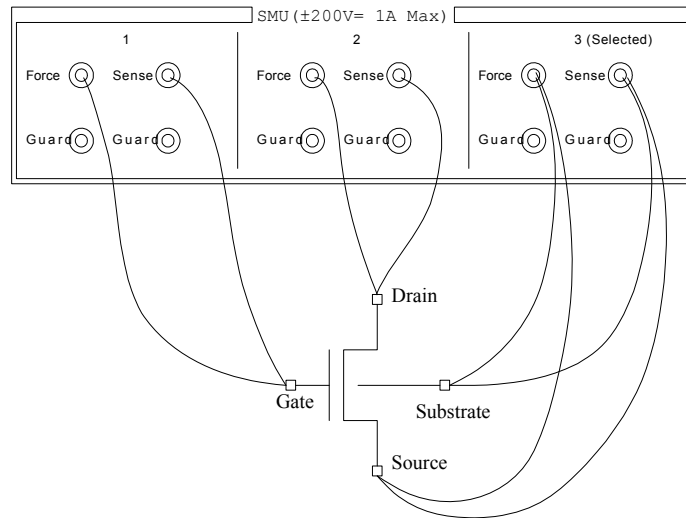 SMU(±200V= 1A Max)
1 2 3 (Selected)
Force Sense Force Sense Force Sense
Guard Guard Guard Guard Guard Guard
Drain
Gate Substrate
Source